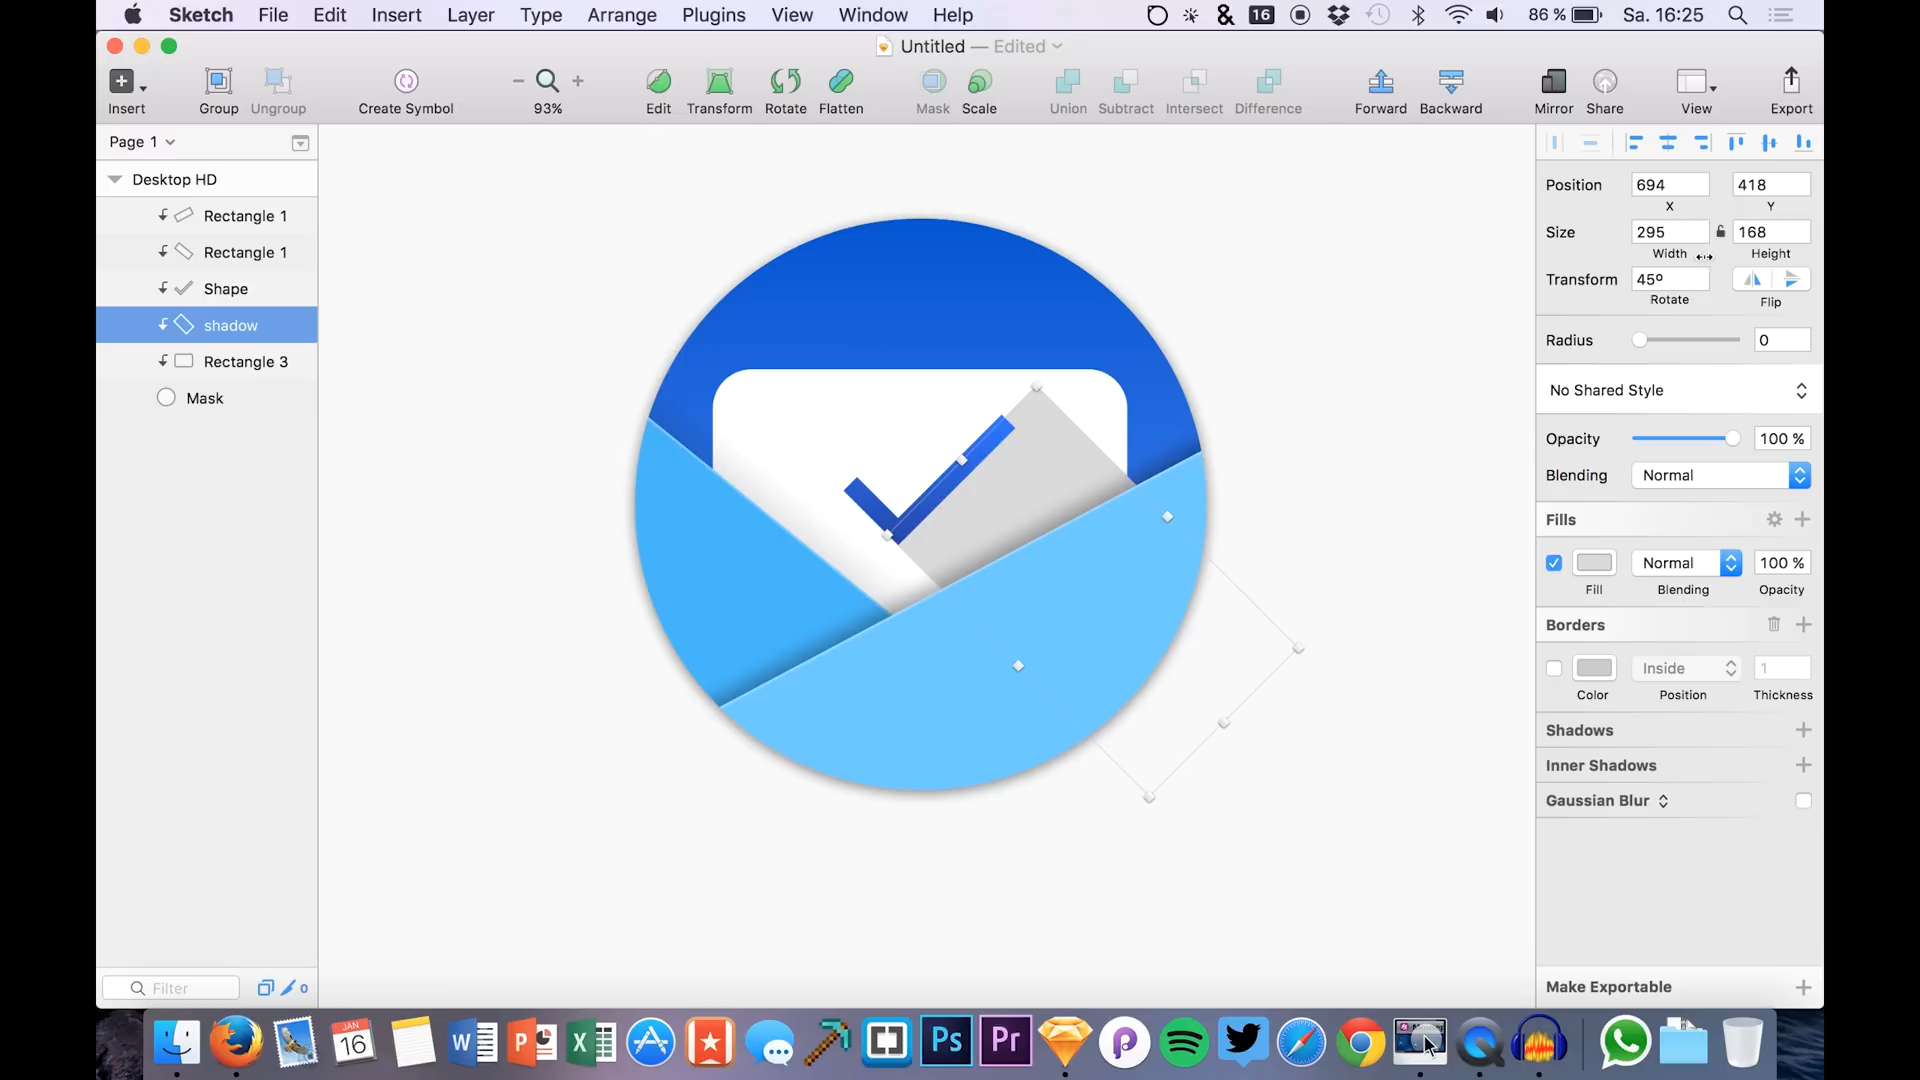 Sketch File Edit Insert Layer Type Arrange Plugins View Window Help 16 86 % Sa. 16:25
Untitled — Edited
Insert Group Ungroup Create Symbol 93% Edit Transform Rotate Flatten Mask Scale Union Subtract Intersect Difference Forward Backward Mirror Share View Export
Page 1
Desktop HD
Rectangle 1
Rectangle 1
Shape
shadow
Rectangle 3
Mask
Filter 0
Position 694 418
X Y
Size 295 168
Width Height
Transform 45º
Rotate Flip
Radius 0
No Shared Style
Opacity 100 %
Blending Normal
Fills
Normal 100 %
Fill Blending Opacity
Borders
Inside 1
Color Position Thickness
Shadows
Inner Shadows
Gaussian Blur
Make Exportable
JAN
16
W P X Ps Pr